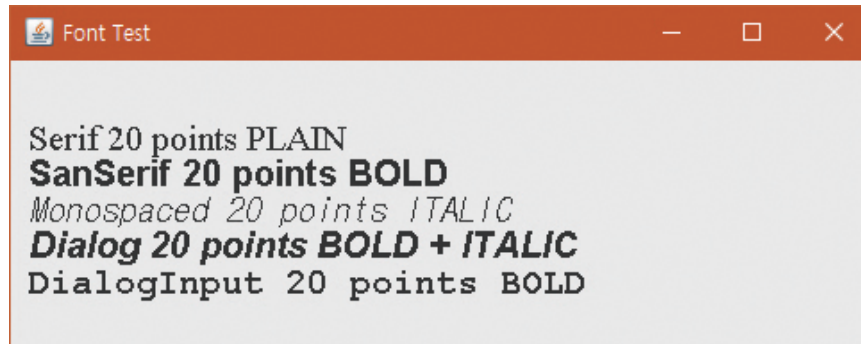 Font Test
Serif 20 points PLAIN
SanSerif 20 points BOLD
Monospaced 20 points ITALIC
Dialog 20 points BOLD + ITALIC
DialogInput 20 points BOLD